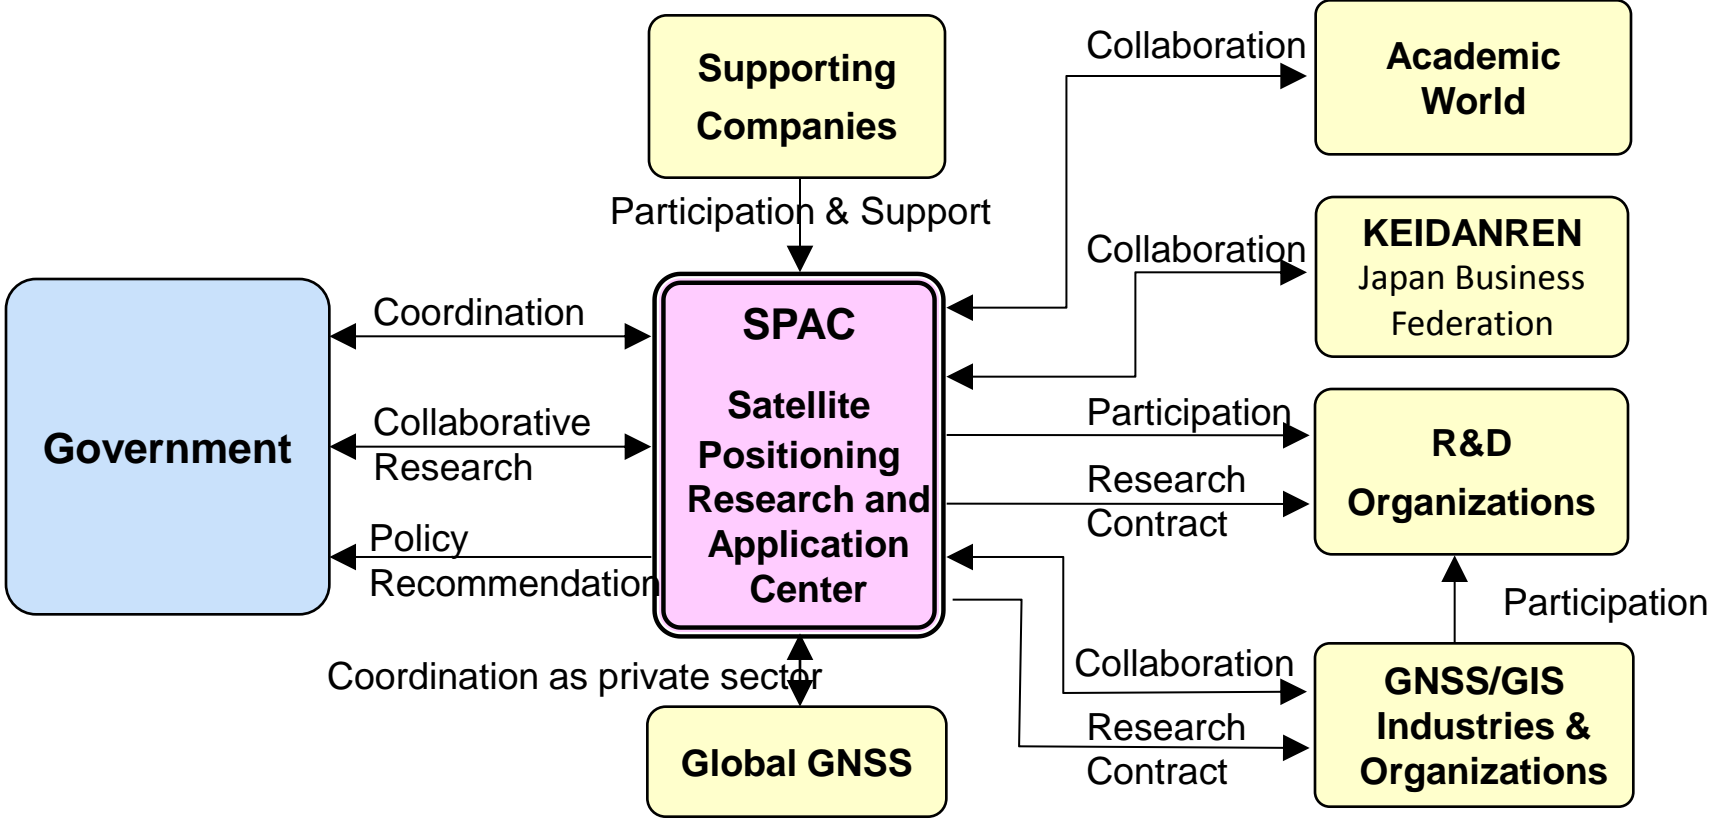 Supporting
Companies
Participation & Support
Collaboration
Academic
World
Collaboration
KEIDANREN
Japan Business
Federation
Government
Coordination
Collaborative
Research
Policy
Recommendation
SPAC
Satellite
Positioning
Research and
Application
Center
Participation
Research
Contract
R&D
Organizations
Participation
Collaboration
Research
Contract
GNSS/GIS
Industries &
Organizations
Coordination as private sector
Global GNSS